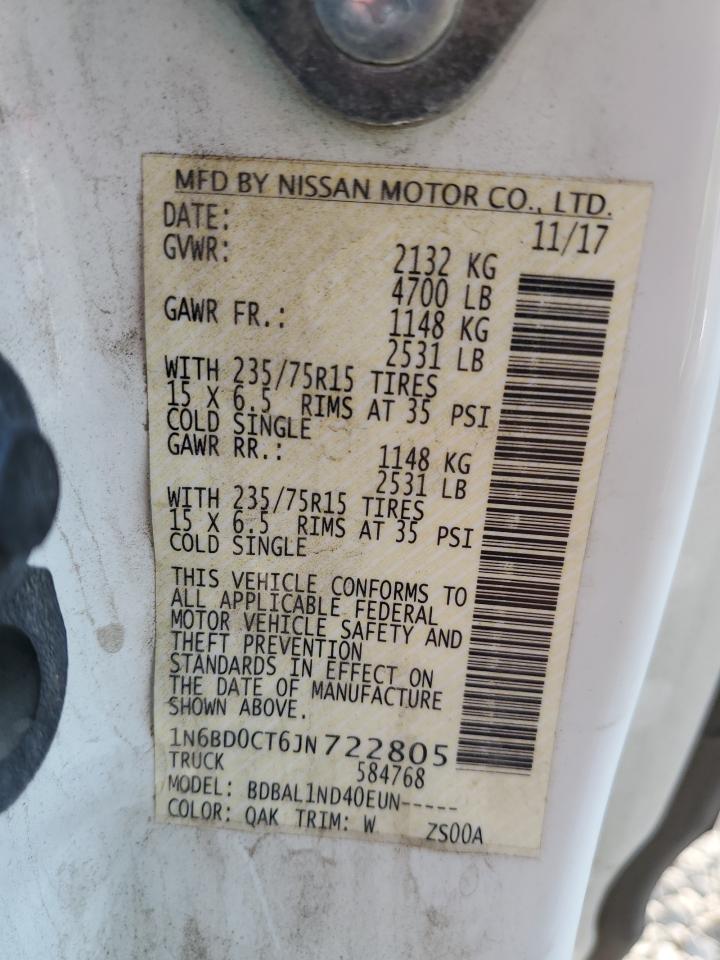 MFD BY NISSAN MOTOR CO., LTD.
DATE: 11/17
GVWR: 2132 KG
4700 LB
GAWR FR.: 1148 KG
2531 LB
WITH 235/75R15 TIRES
15 X 6.5 RIMS AT 35 PSI
COLD SINGLE
GAWR RR.: 1148 KG
2531 LB
WITH 235/75R15 TIRES
15 X 6.5 RIMS AT 35 PSI
COLD SINGLE
THIS VEHICLE CONFORMS TO
ALL APPLICABLE FEDERAL
MOTOR VEHICLE SAFETY AND
THEFT PREVENTION
STANDARDS IN EFFECT ON
THE DATE OF MANUFACTURE
SHOWN ABOVE.
1N6BD0CT6JN722805
TRUCK 584768
MODEL: BDBAL1ND40EUN-----
COLOR: QAK TRIM: W ZS00A